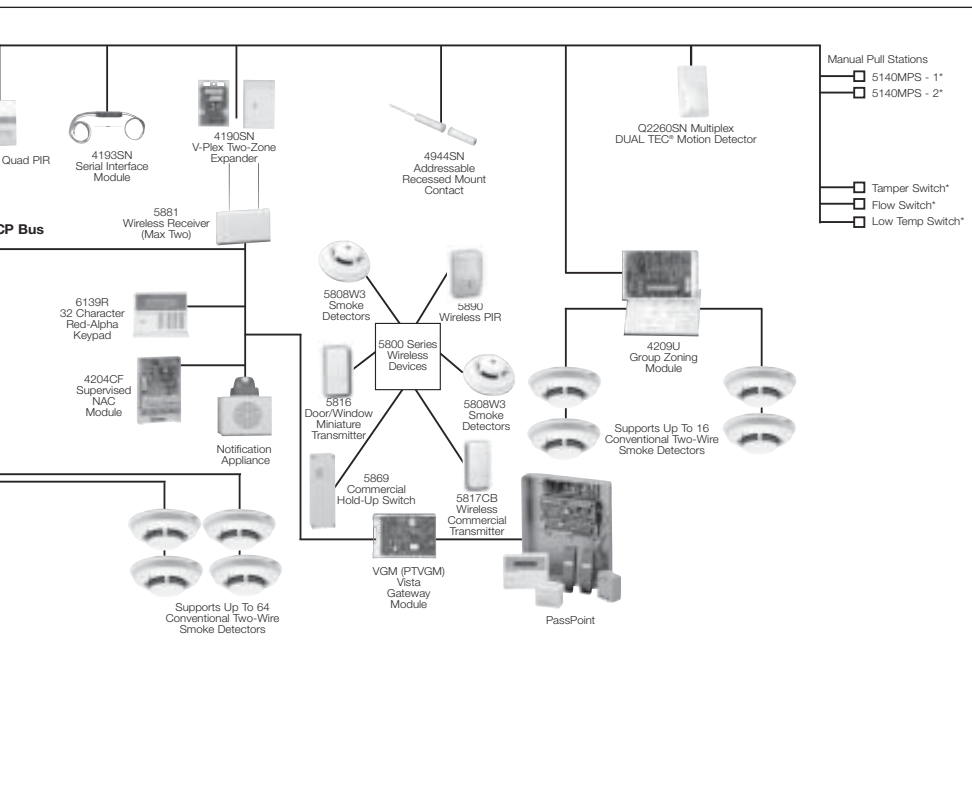 Manual Pull Stations
5140MPS - 1*
5140MPS - 2*
Quad PIR
4193SN
Serial Interface
Module
4190SN
V-Plex Two-Zone
Expander
4944SN
Addressable
Recessed Mount
Contact
Q2260SN Multiplex
DUAL TEC® Motion Detector
Tamper Switch*
Flow Switch*
Low Temp Switch*
CP Bus
5881
Wireless Receiver
(Max Two)
6139R
32 Character
Red-Alpha
Keypad
5808W3
Smoke
Detectors
5890
Wireless PIR
5800 Series
Wireless
Devices
4209U
Group Zoning
Module
4204CF
Supervised
NAC
Module
5816
Door/Window
Miniature
Transmitter
5808W3
Smoke
Detectors
Supports Up To 16
Conventional Two-Wire
Smoke Detectors
Notification
Appliance
5869
Commercial
Hold-Up Switch
5817CB
Wireless
Commercial
Transmitter
VGM (PTVGM)
Vista
Gateway
Module
PassPoint
Supports Up To 64
Conventional Two-Wire
Smoke Detectors